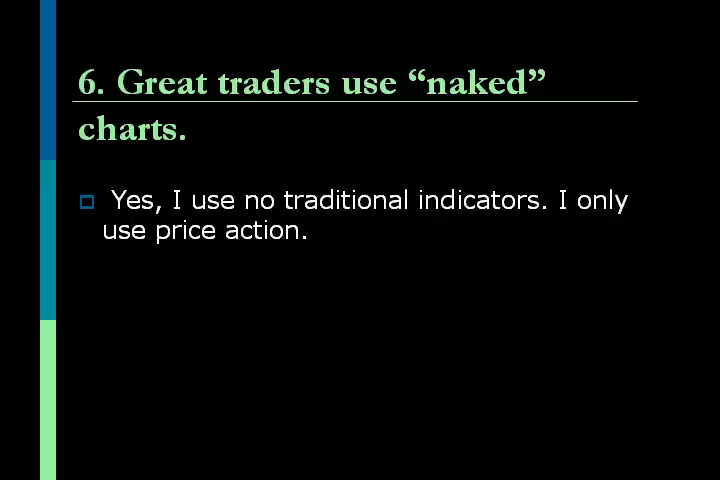 6. Great traders use “naked”
charts.
Yes, I use no traditional indicators. I only
use price action.